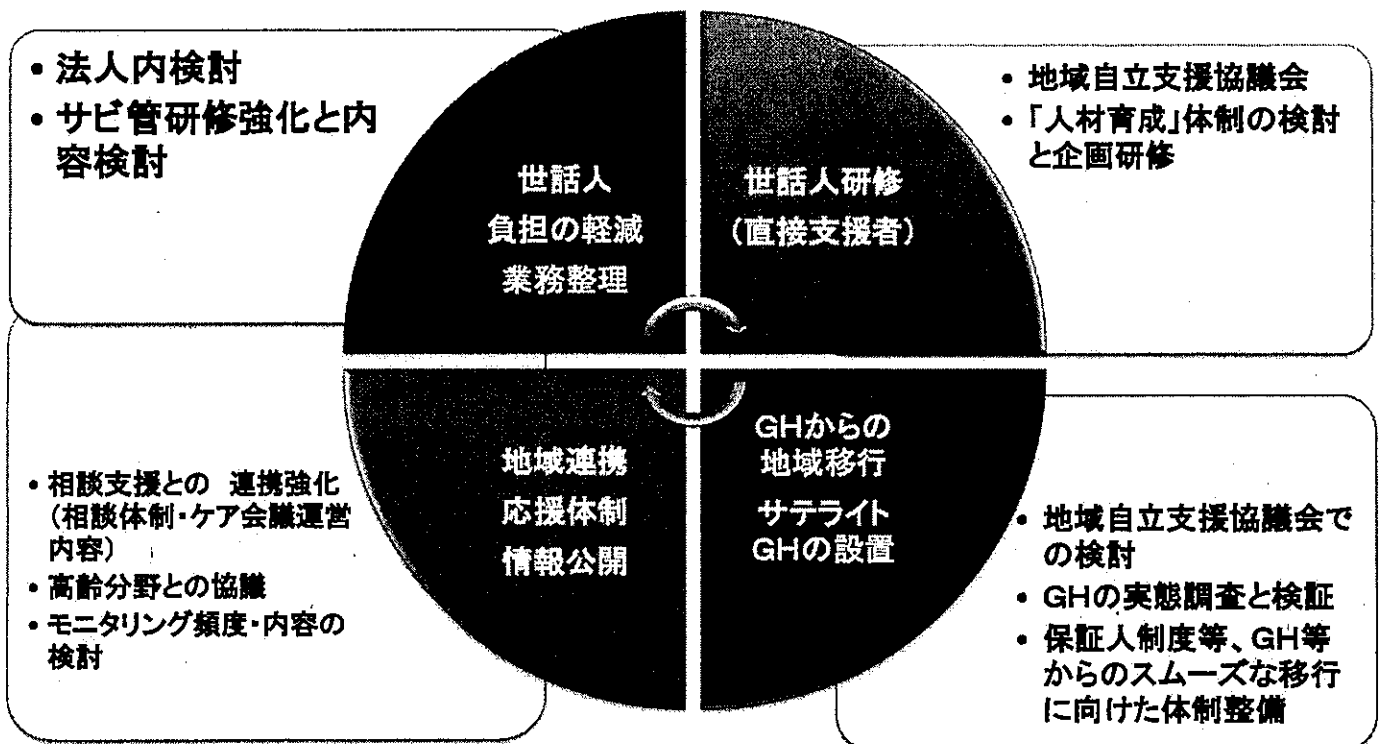 • 法人内検討
• サビ管研修強化と内
容検討
世話人
負担の軽減
業務整理
世話人研修
（直接支援者）
• 地域自立支援協議会
• 「人材育成」体制の検討
と企画研修
• 相談支援との 連携強化
（相談体制・ケア会議運営
内容）
• 高齢分野との協議
• モニタリング頻度・内容の
検討
地域連携
応援体制
情報公開
GHからの
地域移行
サテライト
GHの設置
• 地域自立支援協議会で
の検討
• GHの実態調査と検証
• 保証人制度等、GH等
からのスムーズな移行
に向けた体制整備